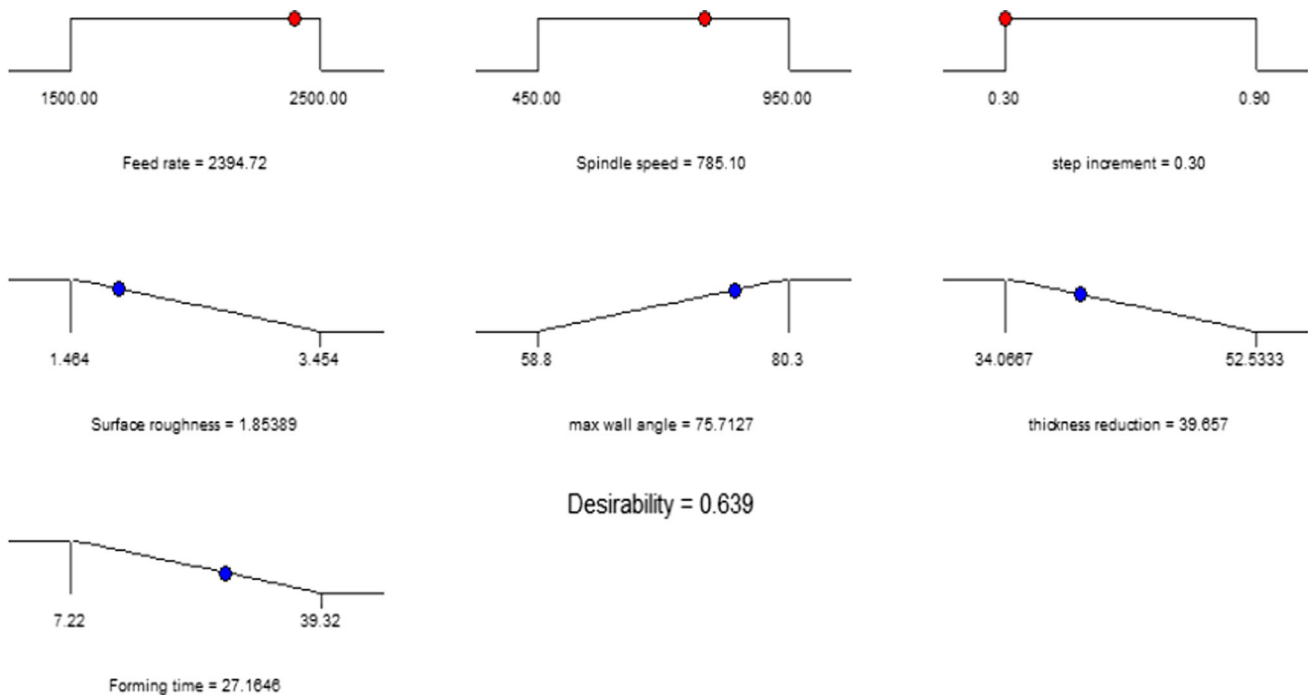 1500.00 2500.00 450.00 950.00 0.30 0.90
Feed rate = 2394.72 Spindle speed = 785.10 step increment = 0.30
1.464 3.454 58.8 80.3 34.0667 52.5333
Surface roughness = 1.85389 max wall angle = 75.7127 thickness reduction = 39.657
Desirability = 0.639
7.22 39.32
Forming time = 27.1646